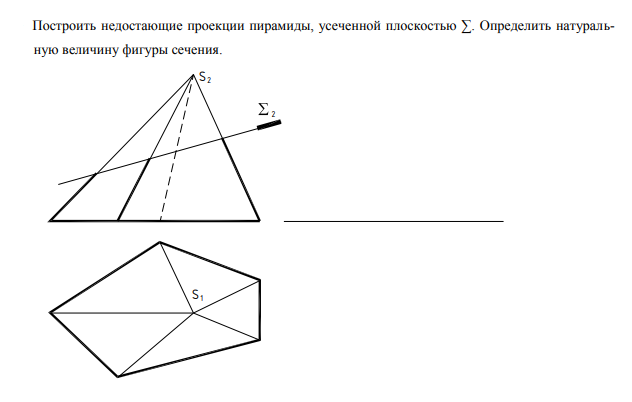 Построить недостающие проекции пирамиды, усеченной плоскостью ∑. Определить натураль-
ную величину фигуры сечения.
S₂
∑₂
S₁